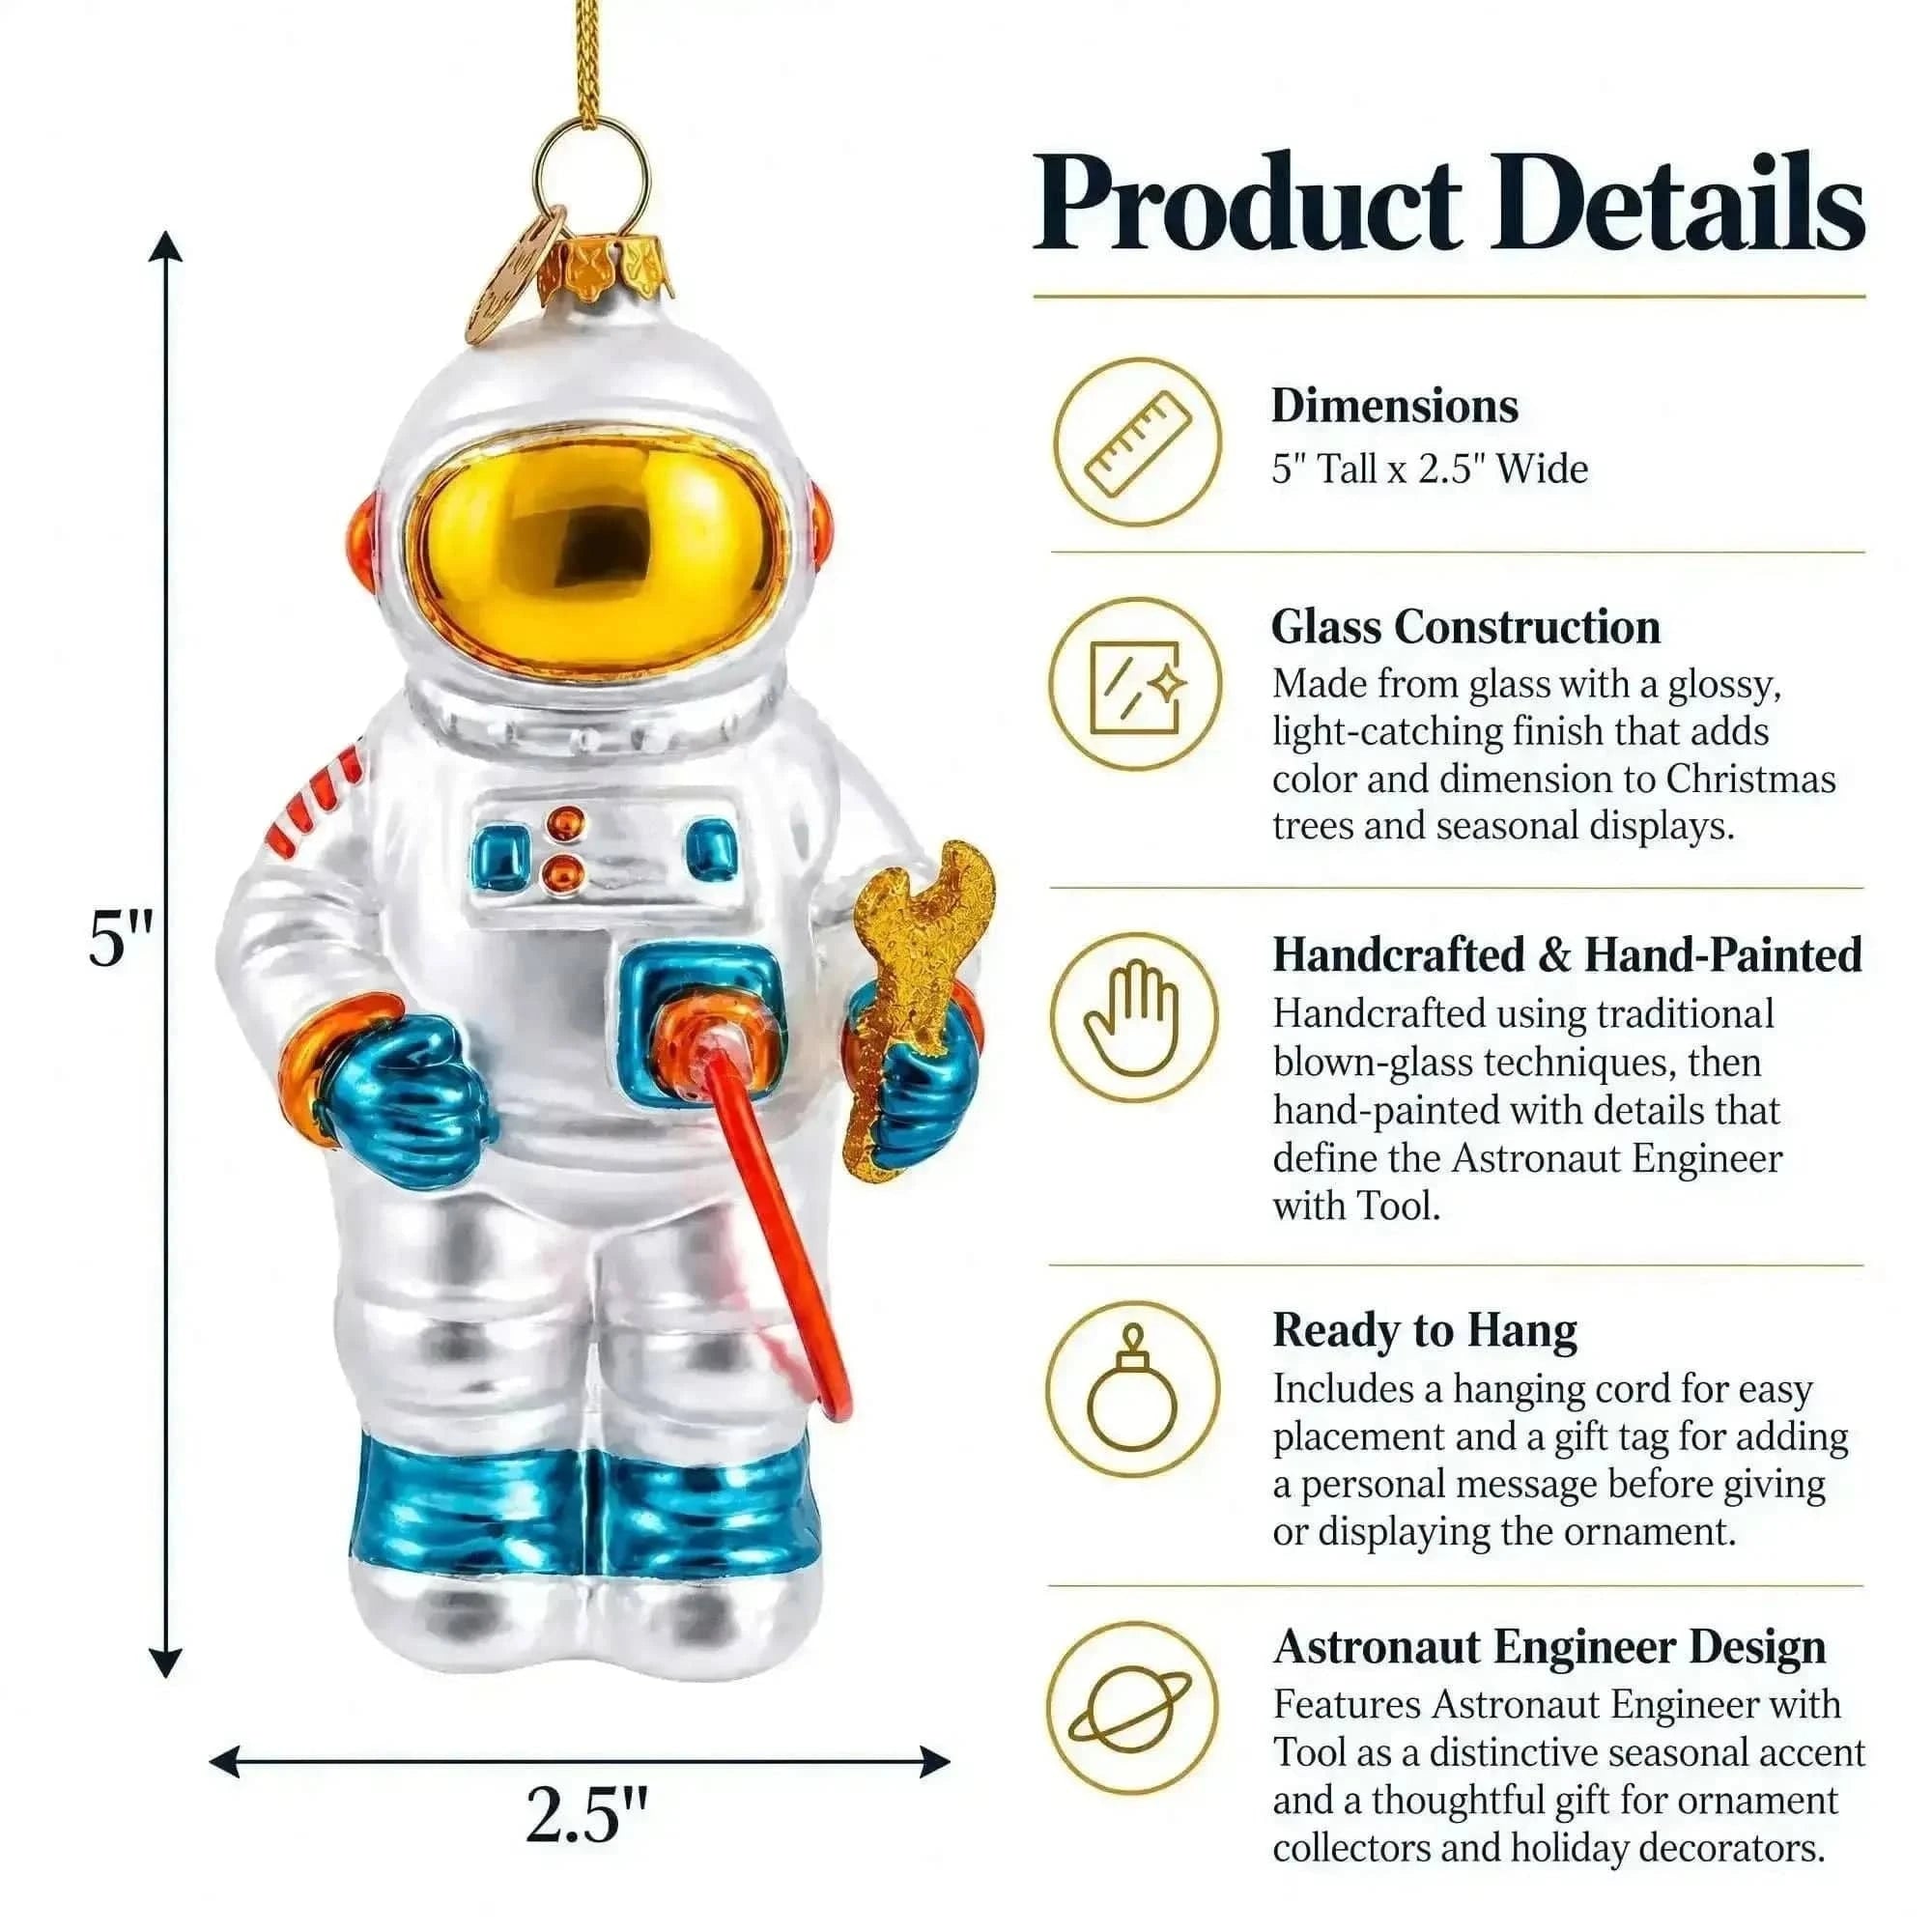 Product Details
Dimensions
5" Tall x 2.5" Wide
Glass Construction
Made from glass with a glossy,
light-catching finish that adds
color and dimension to Christmas
trees and seasonal displays.
5"
Handcrafted & Hand-Painted
Handcrafted using traditional
blown-glass techniques, then
hand-painted with details that
define the Astronaut Engineer
with Tool.
Ready to Hang
Includes a hanging cord for easy
placement and a gift tag for adding
a personal message before giving
or displaying the ornament.
Astronaut Engineer Design
Features Astronaut Engineer with
Tool as a distinctive seasonal accent
and a thoughtful gift for ornament
collectors and holiday decorators.
2.5"